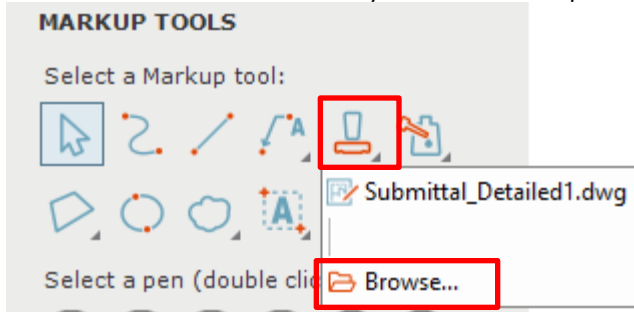 MARKUP TOOLS
Select a Markup tool:
A
Submittal_Detailed1.dwg
A
Select a pen (double clic
Browse...